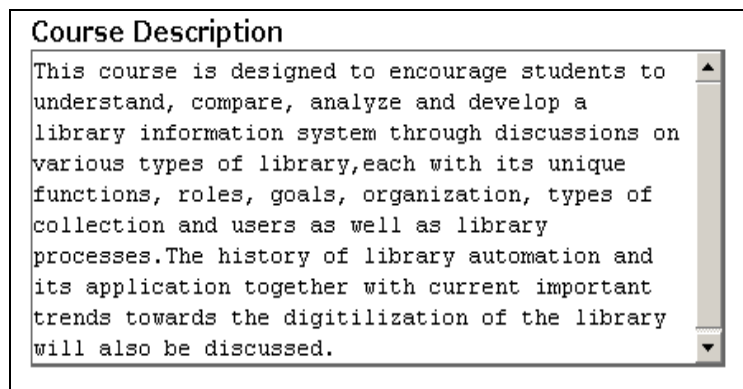 Course Description
This course is designed to encourage students to
understand, compare, analyze and develop a
library information system through discussions on
various types of library,each with its unique
functions, roles, goals, organization, types of
collection and users as well as library
processes.The history of library automation and
its application together with current important
trends towards the digitilization of the library
will also be discussed.